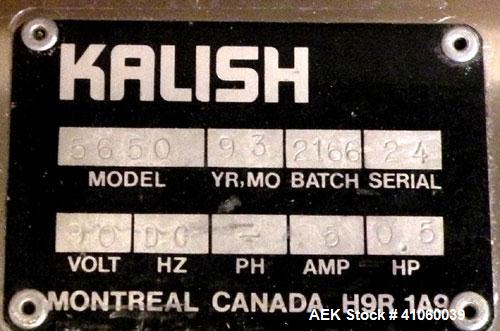 KALISH
5650 93 2166 24
MODEL YR,MO BATCH SERIAL
90 DC - 5 0.5
VOLT HZ PH AMP HP
MONTREAL CANADA H9R 1A9
AEK Stock # 41060039